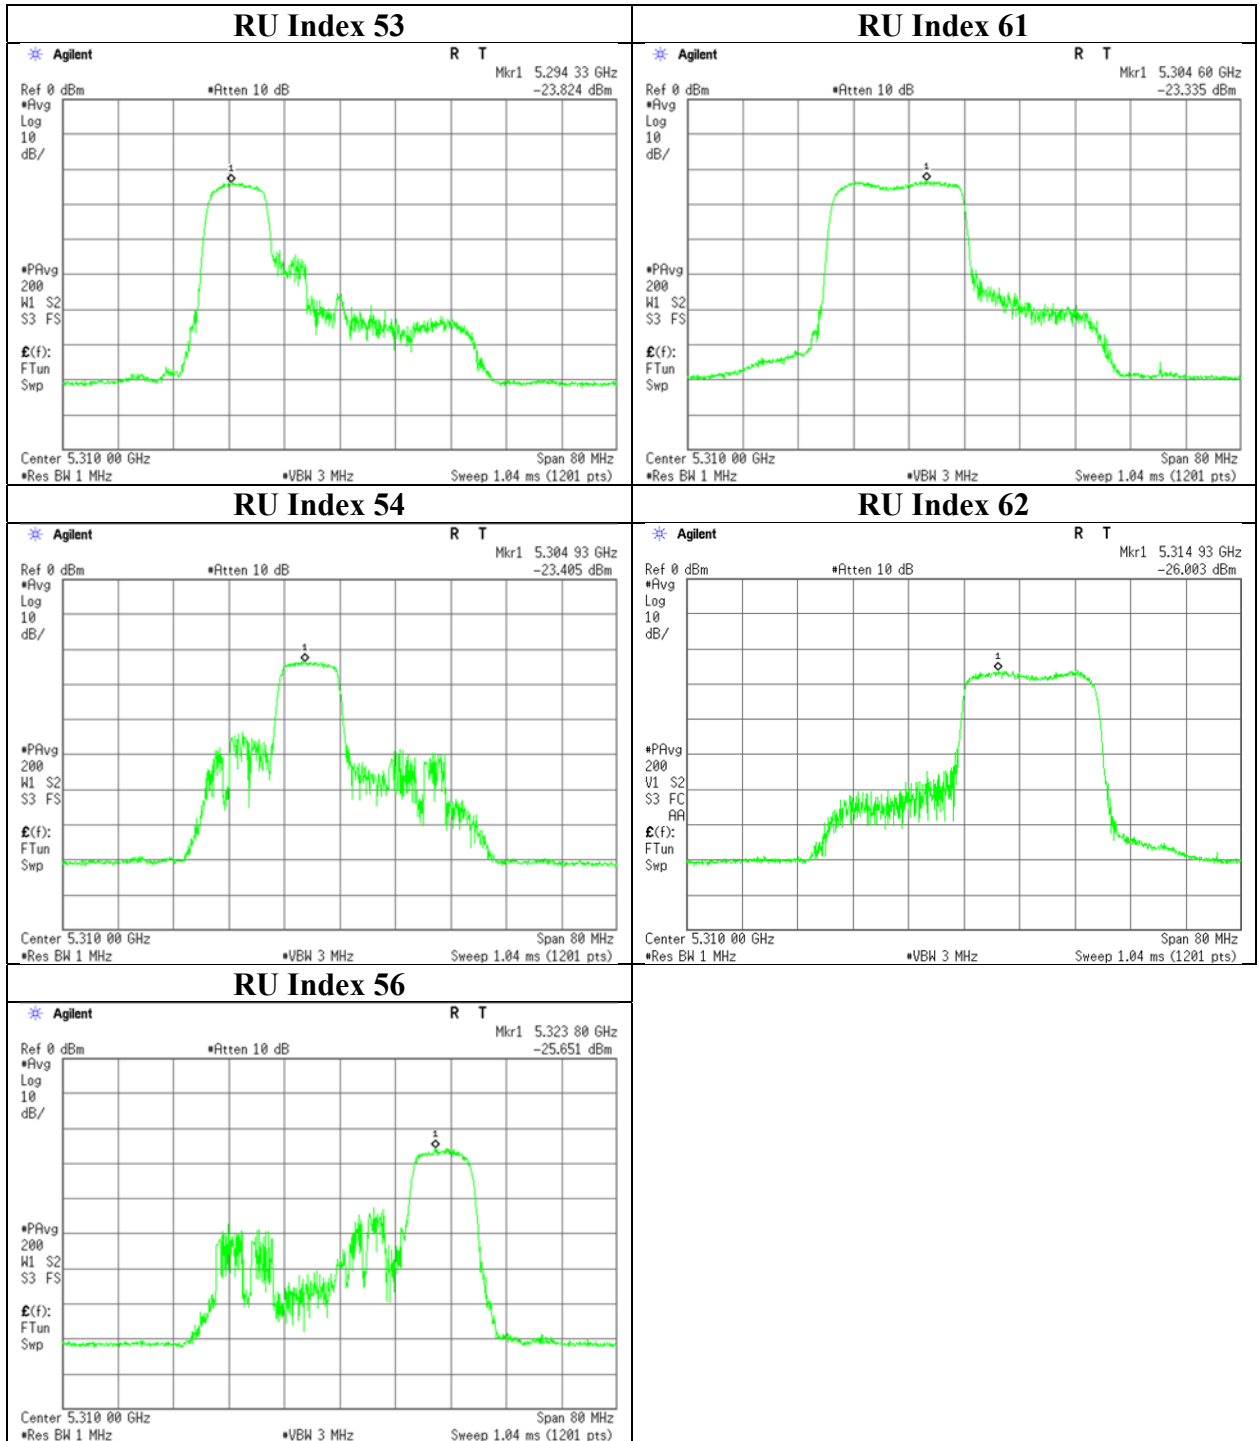 RU Index 53
Agilent R T
Mkr1 5.294 33 GHz
Ref 0 dBm *Atten 10 dB -23.824 dBm
*Avg
Log
10
dB/
1
*PAvg
200
W1 S2
S3 FS
£(f):
FTun
Swp
Center 5.310 00 GHz Span 80 MHz
*Res BW 1 MHz *VBW 3 MHz Sweep 1.04 ms (1201 pts)
RU Index 61
Agilent R T
Mkr1 5.304 60 GHz
Ref 0 dBm *Atten 10 dB -23.335 dBm
*Avg
Log
10
dB/
1
*PAvg
200
W1 S2
S3 FS
£(f):
FTun
Swp
Center 5.310 00 GHz Span 80 MHz
*Res BW 1 MHz *VBW 3 MHz Sweep 1.04 ms (1201 pts)
RU Index 54
Agilent R T
Mkr1 5.304 93 GHz
Ref 0 dBm *Atten 10 dB -23.405 dBm
*Avg
Log
10
dB/
1
*PAvg
200
W1 S2
S3 FS
£(f):
FTun
Swp
Center 5.310 00 GHz Span 80 MHz
*Res BW 1 MHz *VBW 3 MHz Sweep 1.04 ms (1201 pts)
RU Index 62
Agilent R T
Mkr1 5.314 93 GHz
Ref 0 dBm *Atten 10 dB -26.003 dBm
*Avg
Log
10
dB/
1
*PAvg
200
V1 S2
S3 FC
AA
£(f):
FTun
Swp
Center 5.310 00 GHz Span 80 MHz
*Res BW 1 MHz *VBW 3 MHz Sweep 1.04 ms (1201 pts)
RU Index 56
Agilent R T
Mkr1 5.323 80 GHz
Ref 0 dBm *Atten 10 dB -25.651 dBm
*Avg
Log
10
dB/
1
*PAvg
200
W1 S2
S3 FS
£(f):
FTun
Swp
Center 5.310 00 GHz Span 80 MHz
*Res BW 1 MHz *VBW 3 MHz Sweep 1.04 ms (1201 pts)